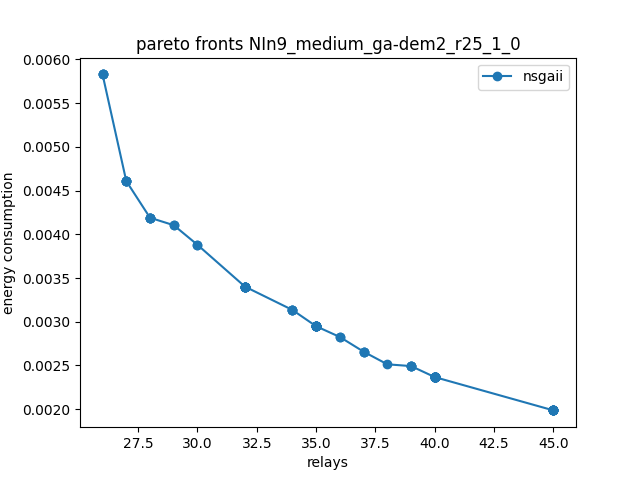 pareto fronts NIn9_medium_ga-dem2_r25_1_0
nsgaii
energy consumption
0.0060
0.0055
0.0050
0.0045
0.0040
0.0035
0.0030
0.0025
0.0020
27.5 30.0 32.5 35.0 37.5 40.0 42.5 45.0
relays